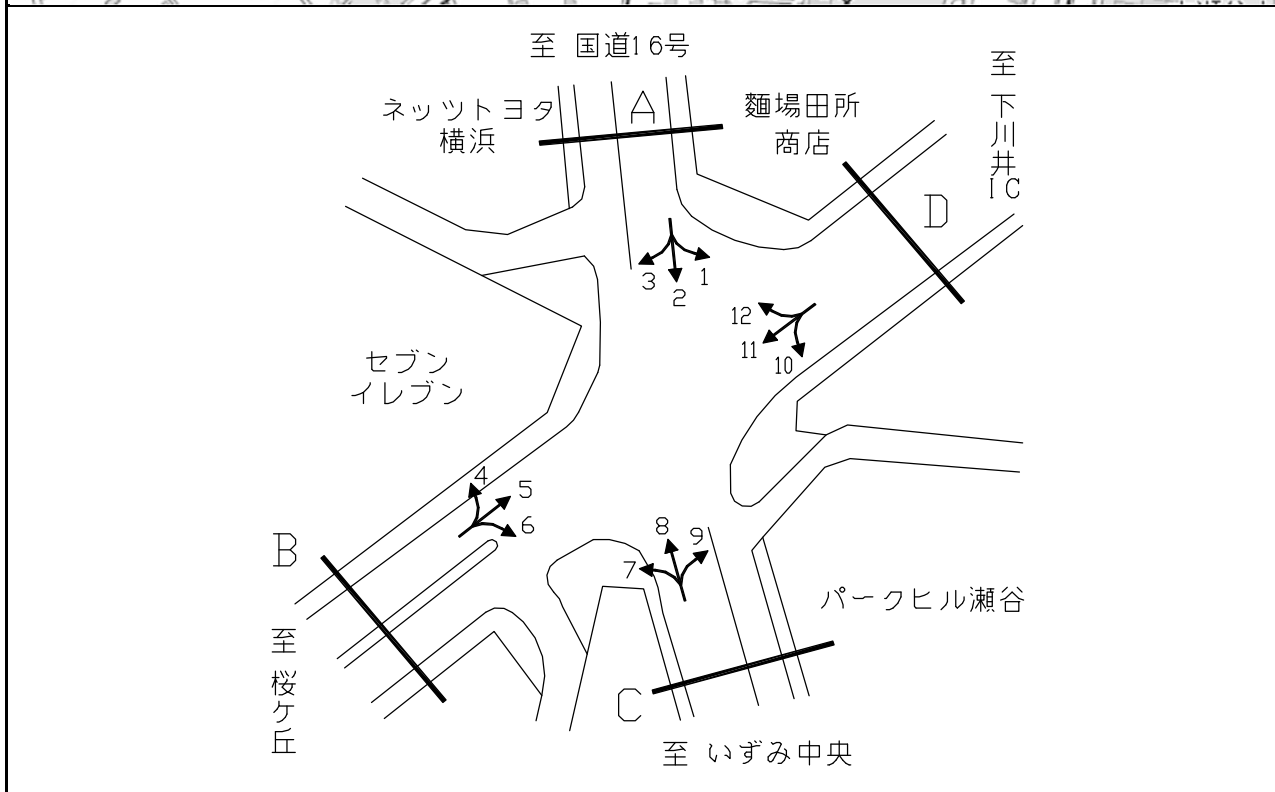 至 国道16号
ネッツトヨタ
横浜
A
麵場田所
商店
至 下川井IC
D
3
2
1
12
11
10
セブン
イレブン
4
5
6
B
8
9
7
パークヒル瀬谷
至 桜ケ丘
C
至 いずみ中央